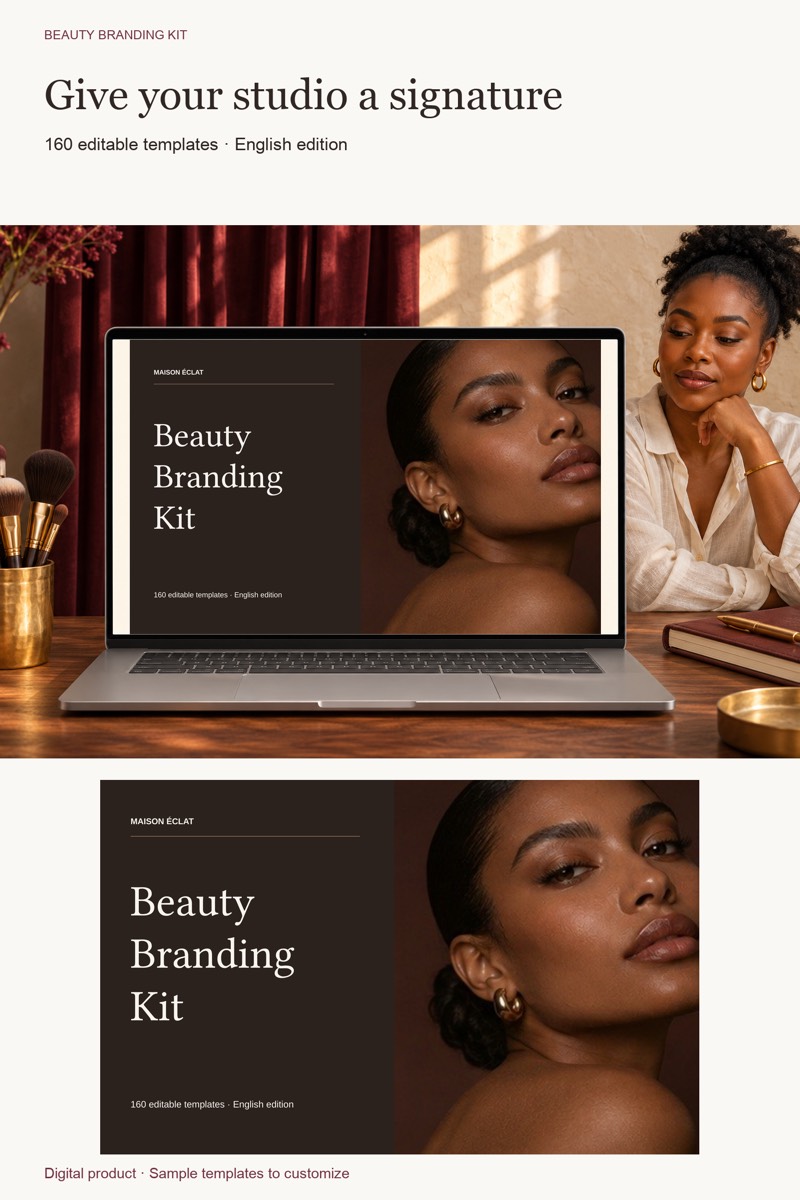 BEAUTY BRANDING KIT
Give your studio a signature
160 editable templates · English edition
MAISON ÉCLAT
Beauty
Branding
Kit
160 editable templates · English edition
MAISON ÉCLAT
Beauty
Branding
Kit
160 editable templates · English edition
Digital product · Sample templates to customize